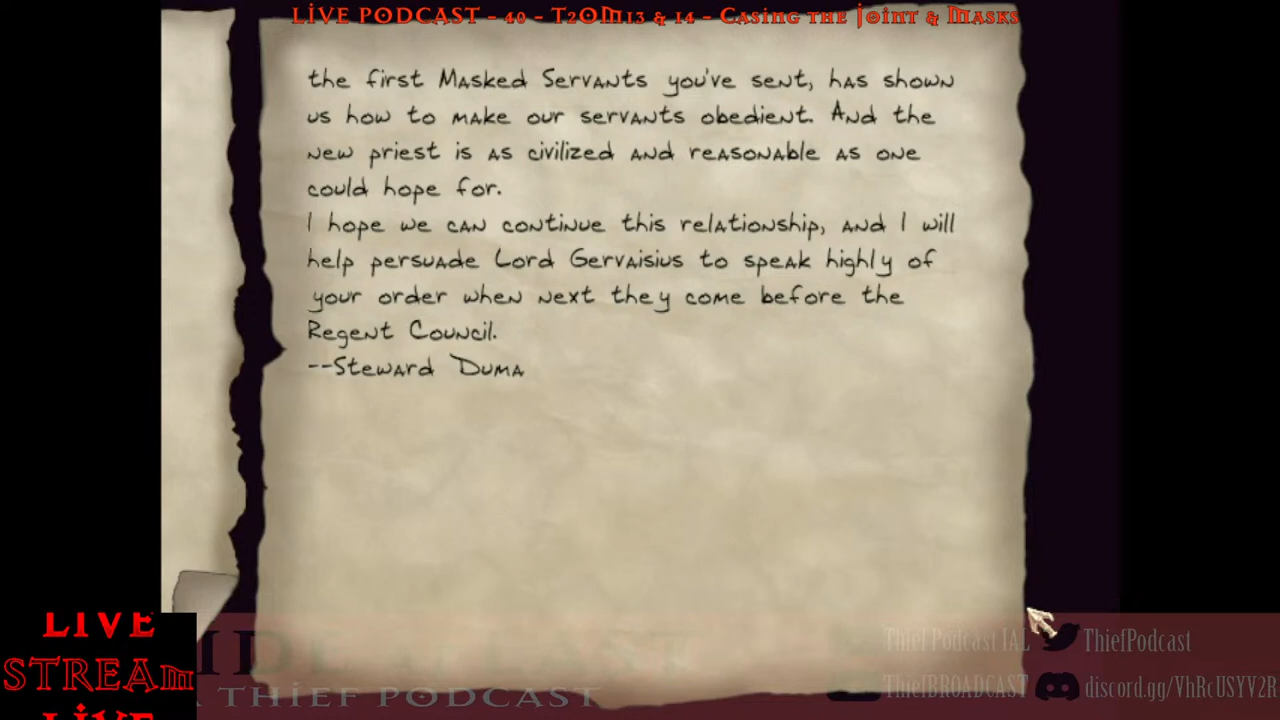 LIVE PODCAST - 40 - T2OM13 & 14 - Casing the Joint & Masks
the first Masked Servants you've sent, has shown
us how to make our servants obedient. And the
new priest is as civilized and reasonable as one
could hope for.
I hope we can continue this relationship, and I will
help persuade Lord Gervaisius to speak highly of
your order when next they come before the
Regent Council.
--Steward Duma
LIVE
STREAM
LIVE
A THIEF PODCAST
Thief Podcast
ThiefPodcast
ThiefBROADCAST
discord.gg/VhRcUSYV2R